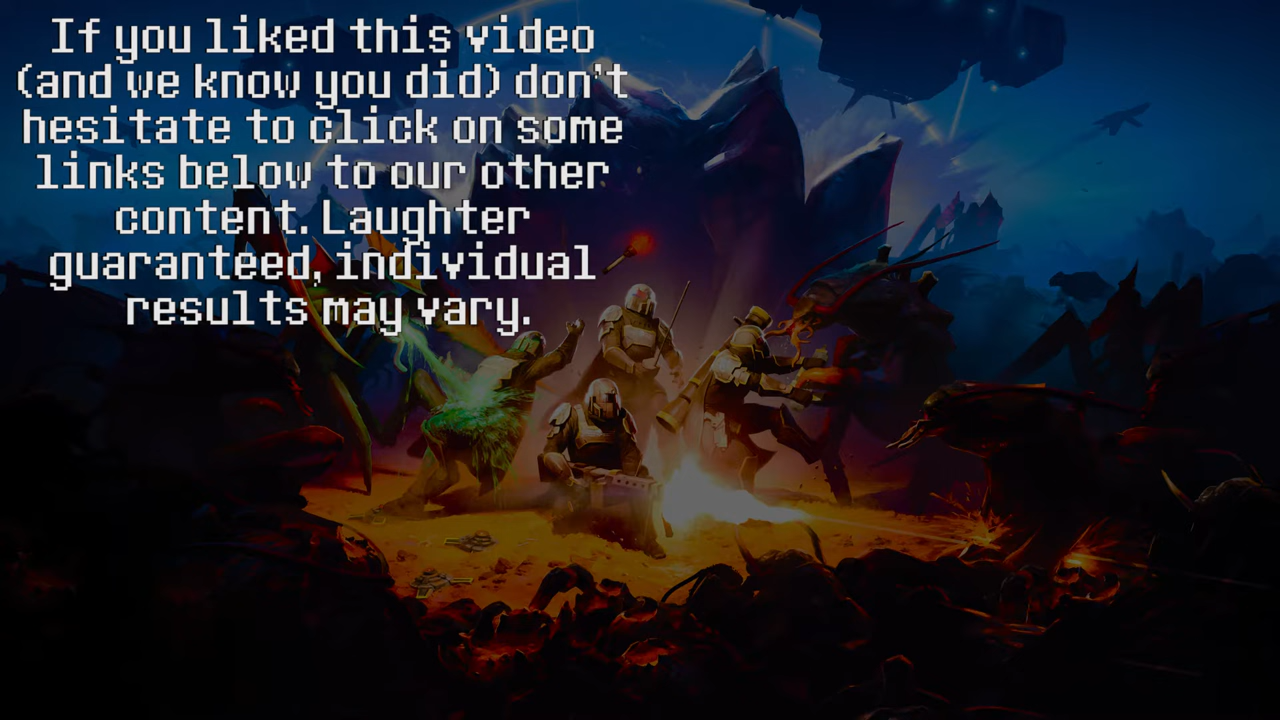 If you liked this video
(and we know you did) don't
hesitate to click on some
links below to our other
content. Laughter
guaranteed, individual
results may vary.